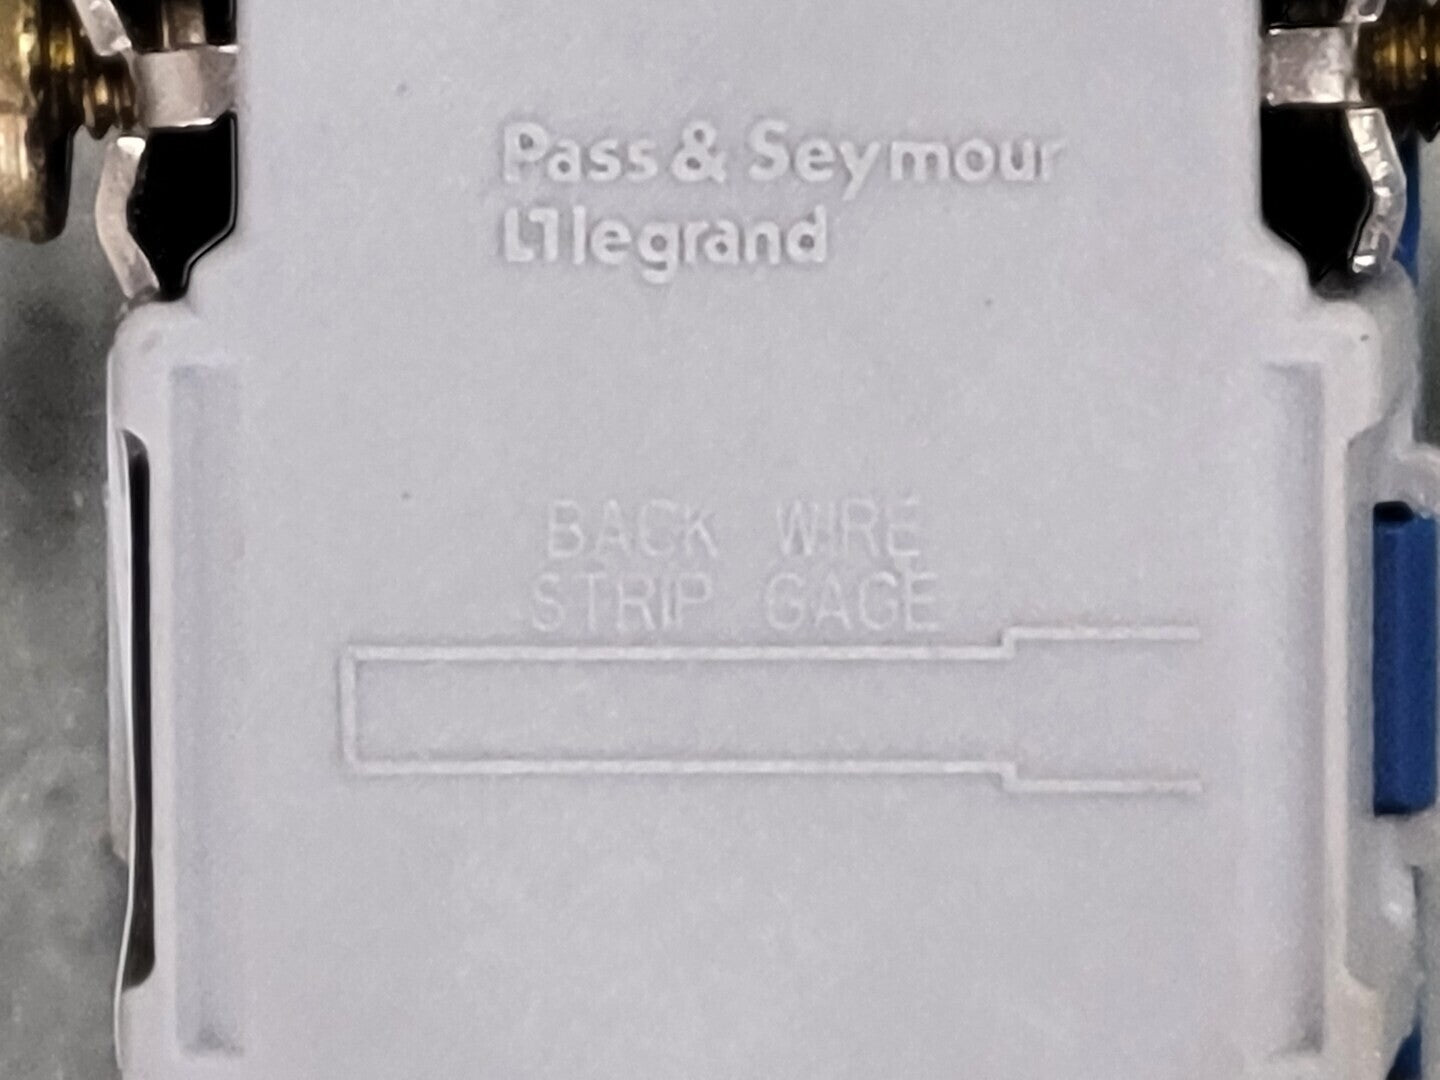 Pass & Seymour
legrand
BACK WIRE
STRIP GAGE